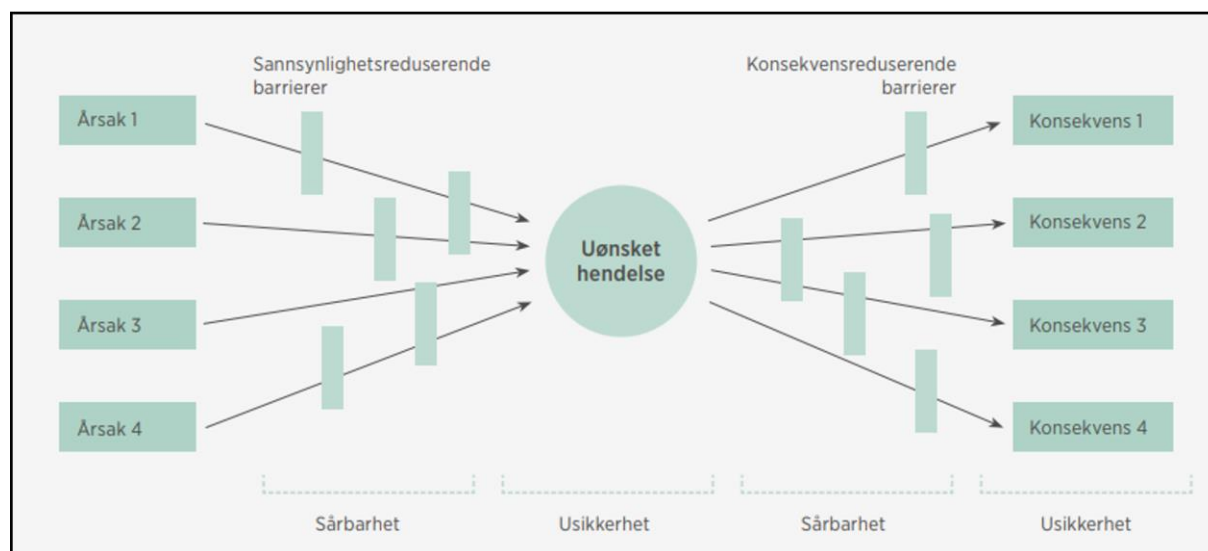 Sannsynlighetsreduserende
barrierer
Konsekvensreduserende
barrierer
Årsak 1
Årsak 2
Årsak 3
Årsak 4
Uønsket
hendelse
Konsekvens 1
Konsekvens 2
Konsekvens 3
Konsekvens 4
Sårbarhet
Usikkerhet
Sårbarhet
Usikkerhet